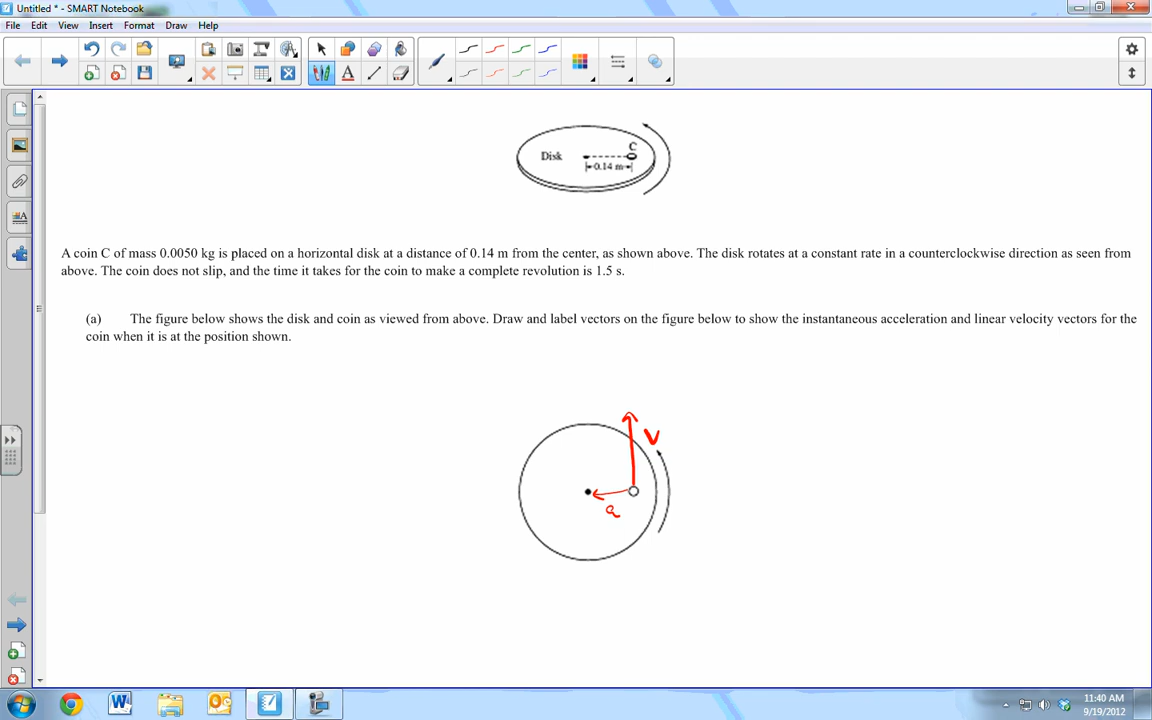 Untitled * - SMART Notebook
File Edit View Insert Format Draw Help
Disk
C
0.14 m
A coin C of mass 0.0050 kg is placed on a horizontal disk at a distance of 0.14 m from the center, as shown above. The disk rotates at a constant rate in a counterclockwise direction as seen from
above. The coin does not slip, and the time it takes for the coin to make a complete revolution is 1.5 s.
(a) The figure below shows the disk and coin as viewed from above. Draw and label vectors on the figure below to show the instantaneous acceleration and linear velocity vectors for the
coin when it is at the position shown.
V
a
11:40 AM
9/19/2012